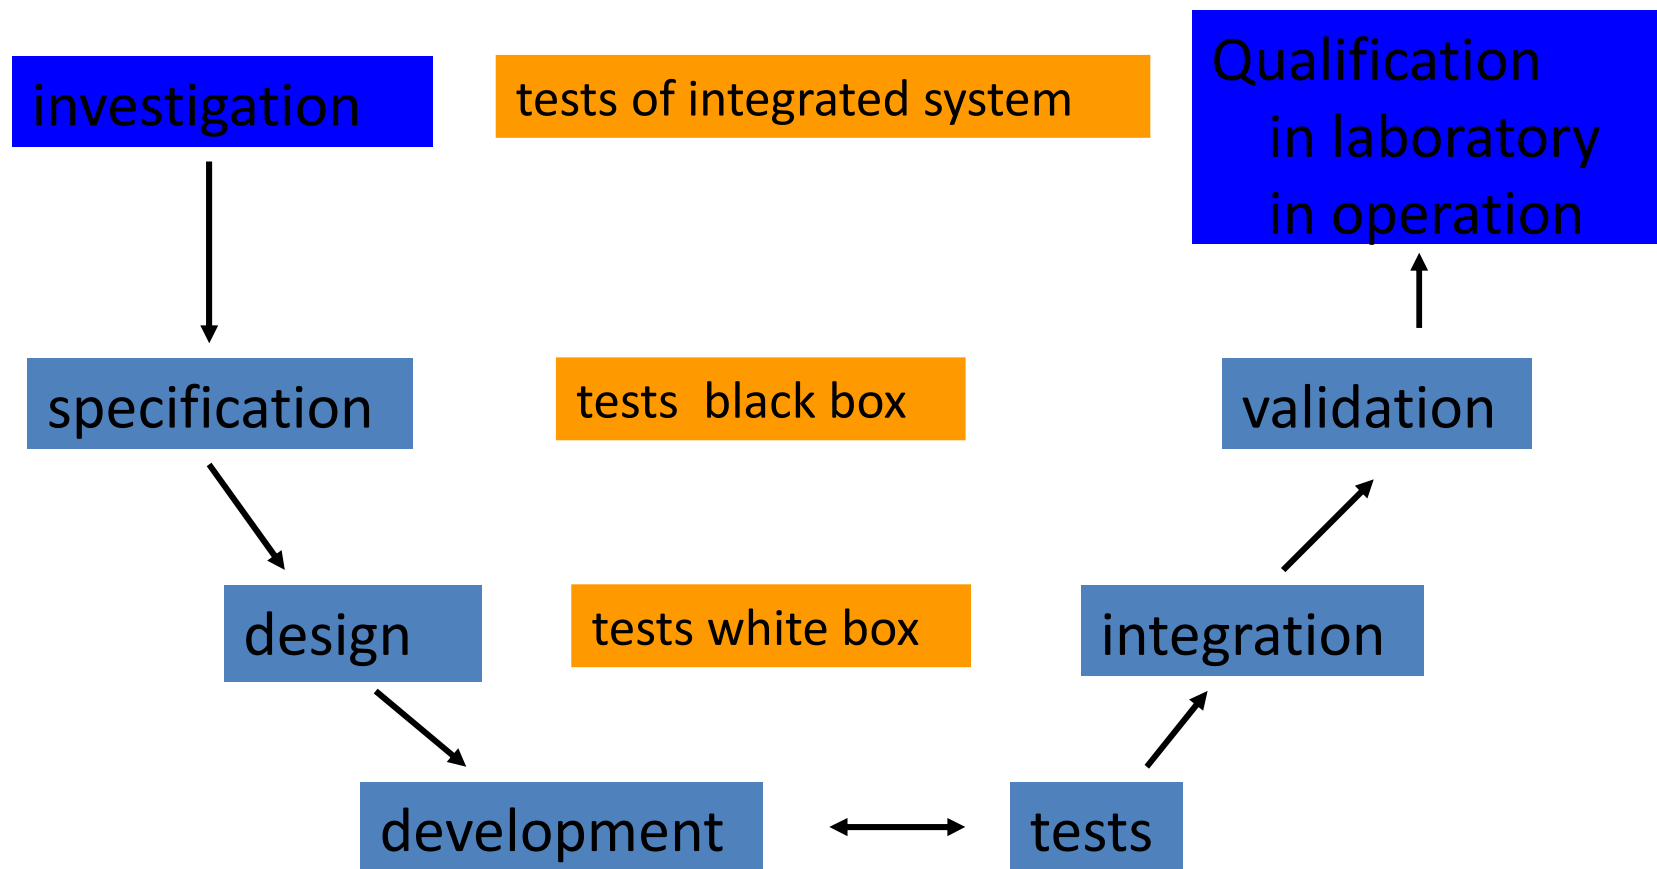 investigation
tests of integrated system
Qualification
in laboratory
in operation
specification
tests  black box
validation
design
tests white box
integration
development
tests